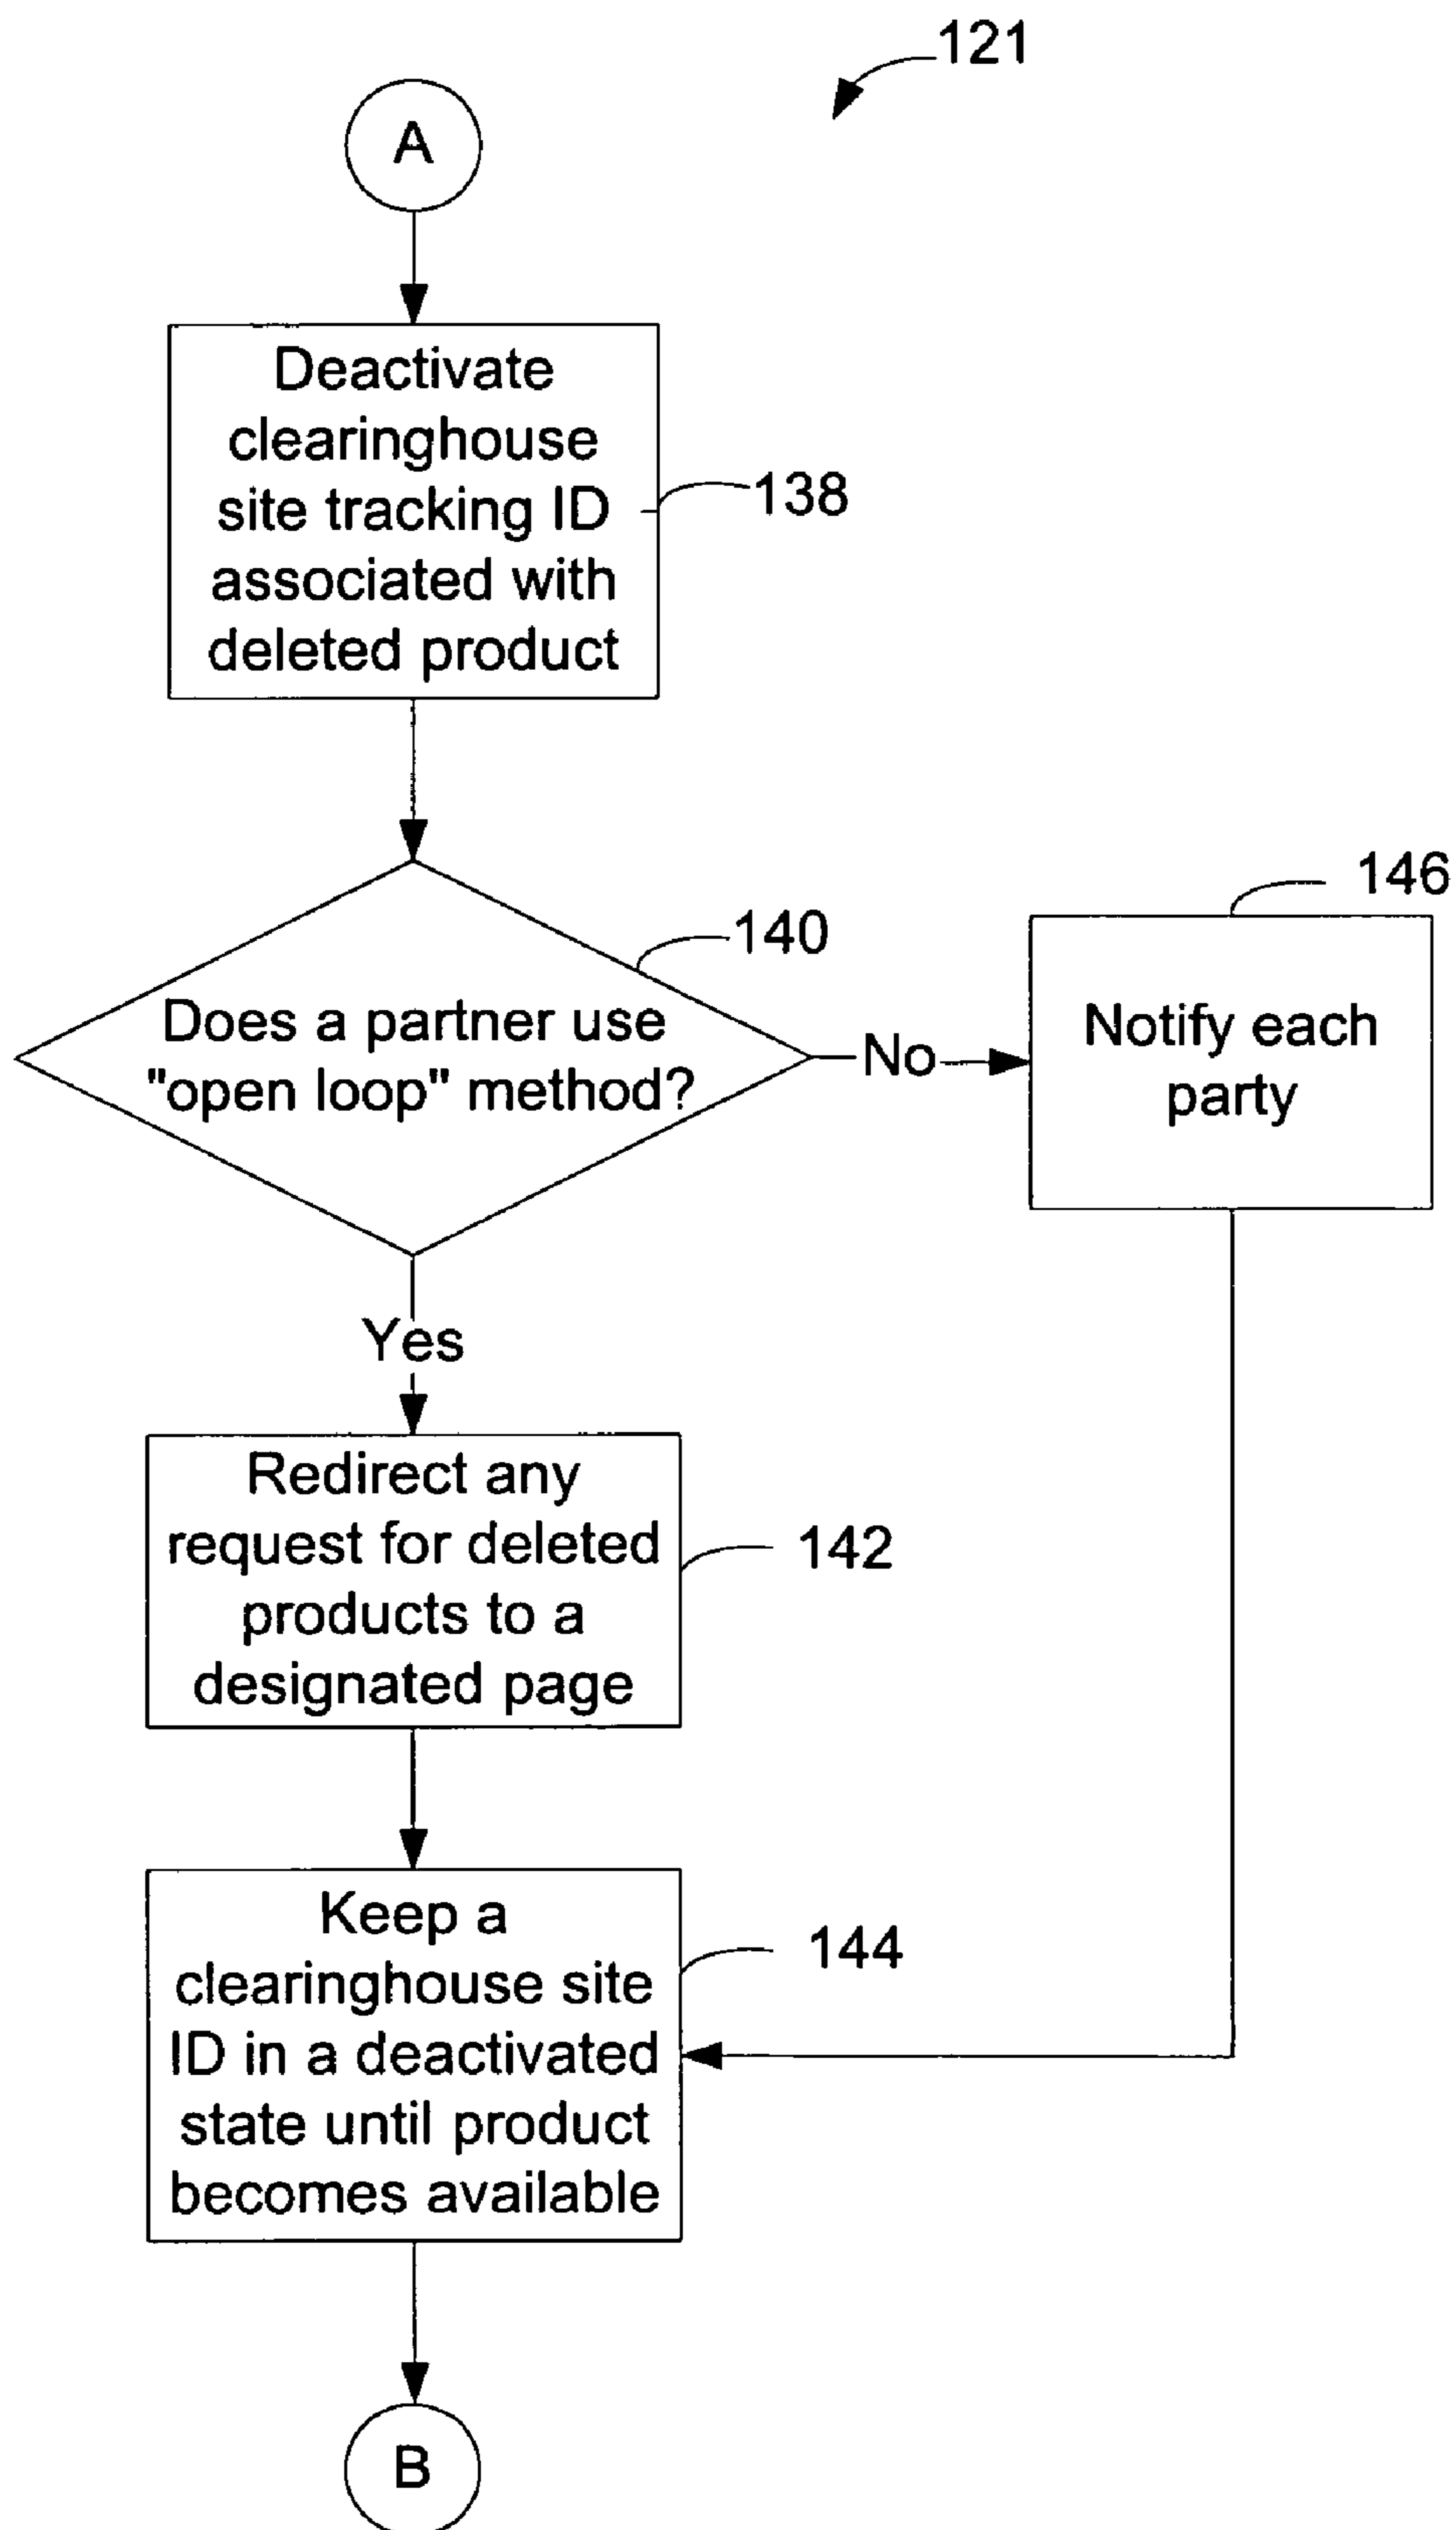 121
A
Deactivate
clearinghouse
site tracking ID
associated with
deleted product
138
140
Does a partner use
"open loop" method?
No
146
Notify each
party
Yes
Redirect any
request for deleted
products to a
designated page
142
Keep a
clearinghouse site
ID in a deactivated
state until product
becomes available
144
B